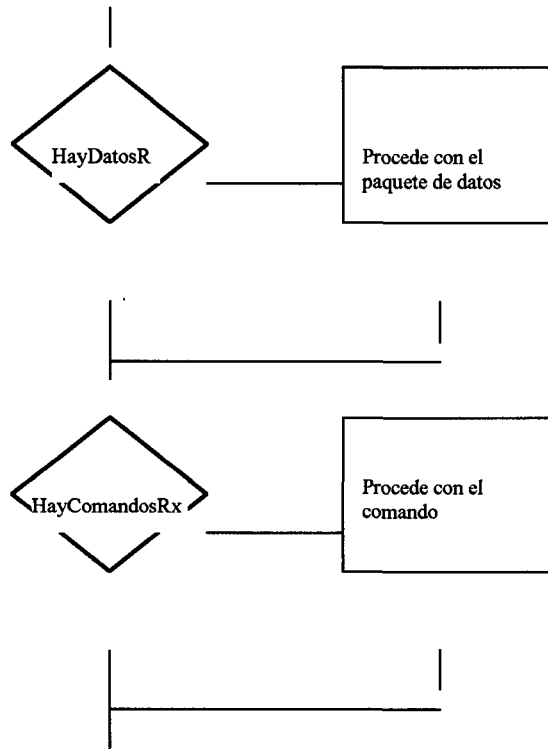 HayDatosR
Procede con el
paquete de datos
HayComandosRx
Procede con el
comando